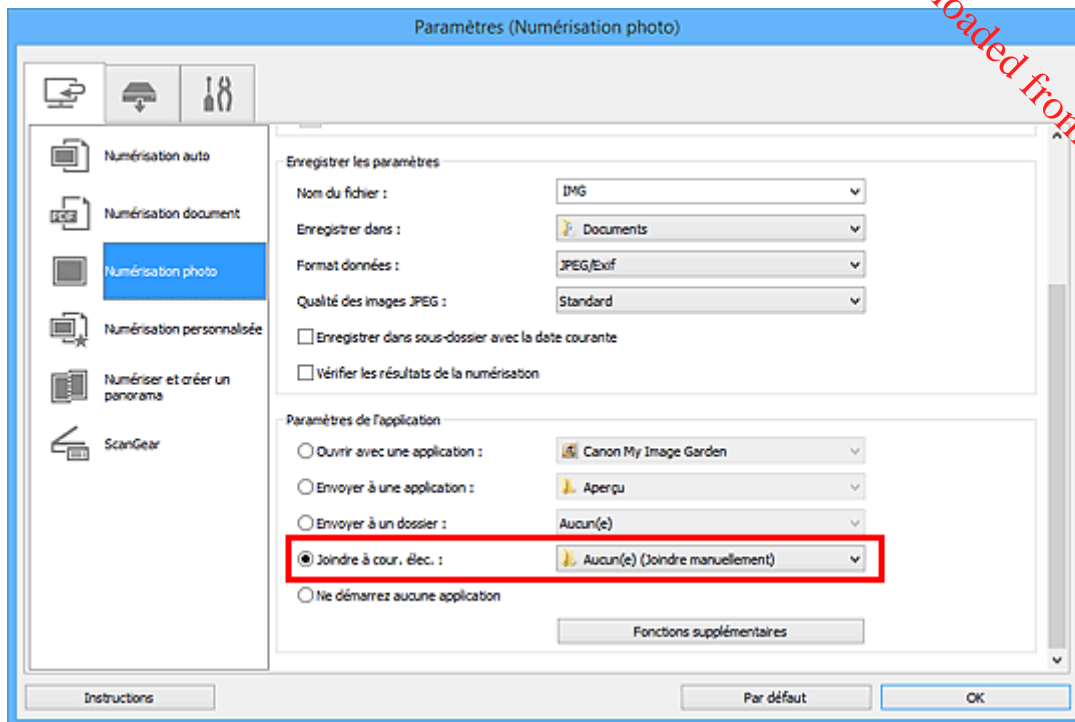 Paramètres (Numérisation photo)
loaded from
Numérisation auto
Numérisation document
Numérisation photo
Numérisation personnalisée
Numériser et créer un
panorama
ScanGear
Enregistrer les paramètres
Nom du fichier : IMG
Enregistrer dans : Documents
Format données : JPEG/Exif
Qualité des images JPEG : Standard
Enregistrer dans sous-dossier avec la date courante
Vérifier les résultats de la numérisation
Paramètres de l'application
Ouvrir avec une application : Canon My Image Garden
Envoyer à une application : Aperçu
Envoyer à un dossier : Aucun(e)
Joindre à cour. élec. : Aucun(e) (Joindre manuellement)
Ne démarrez aucune application
Fonctions supplémentaires
Instructions
Par défaut
OK